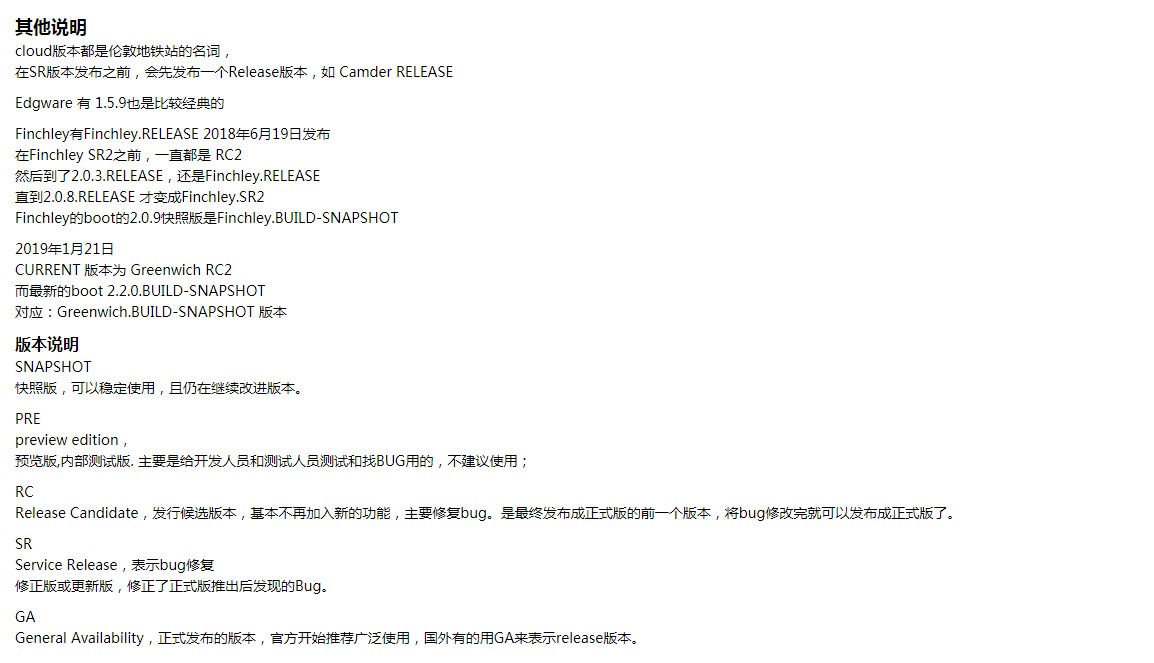 其他说明
cloud版本都是伦敦地铁站的名词，
在SR版本发布之前，会先发布一个Release版本，如 Camder RELEASE
Edgware 有 1.5.9也是比较经典的
Finchley有Finchley.RELEASE 2018年6月19日发布
在Finchley SR2之前，一直都是 RC2
然后到了2.0.3.RELEASE，还是Finchley.RELEASE
直到2.0.8.RELEASE 才变成Finchley.SR2
Finchley的boot的2.0.9快照版是Finchley.BUILD-SNAPSHOT
2019年1月21日
CURRENT 版本为 Greenwich RC2
而最新的boot 2.2.0.BUILD-SNAPSHOT
对应：Greenwich.BUILD-SNAPSHOT 版本
版本说明
SNAPSHOT
快照版，可以稳定使用，且仍在继续改进版本。
PRE
preview edition，
预览版,内部测试版. 主要是给开发人员和测试人员测试和找BUG用的，不建议使用；
RC
Release Candidate，发行候选版本，基本不再加入新的功能，主要修复bug。是最终发布成正式版的前一个版本，将bug修改完就可以发布成正式版了。
SR
Service Release，表示bug修复
修正版或更新版，修正了正式版推出后发现的Bug。
GA
General Availability，正式发布的版本，官方开始推荐广泛使用，国外有的用GA来表示release版本。